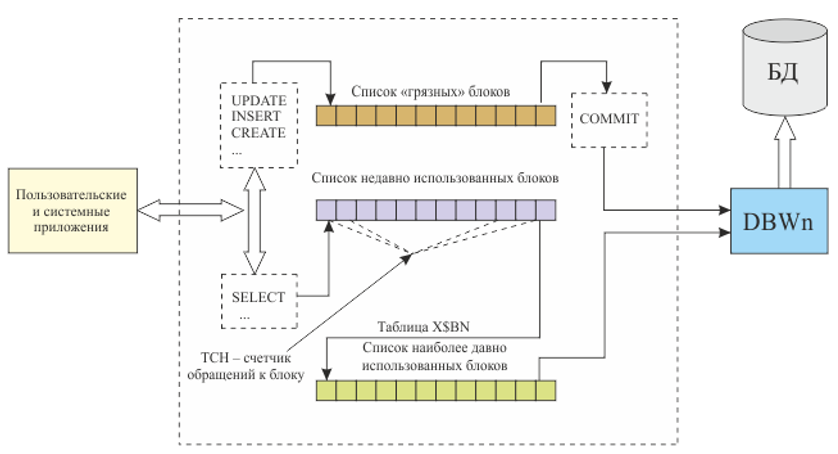 БД
UPDATE
INSERT
CREATE
...
Список «грязных» блоков
COMMIT
Список недавно использованных блоков
Пользовательские
и системные
приложения
DBWn
SELECT
...
Таблица X$BN
Список наиболее давно
использованных блоков
TCH – счетчик
обращений к блоку